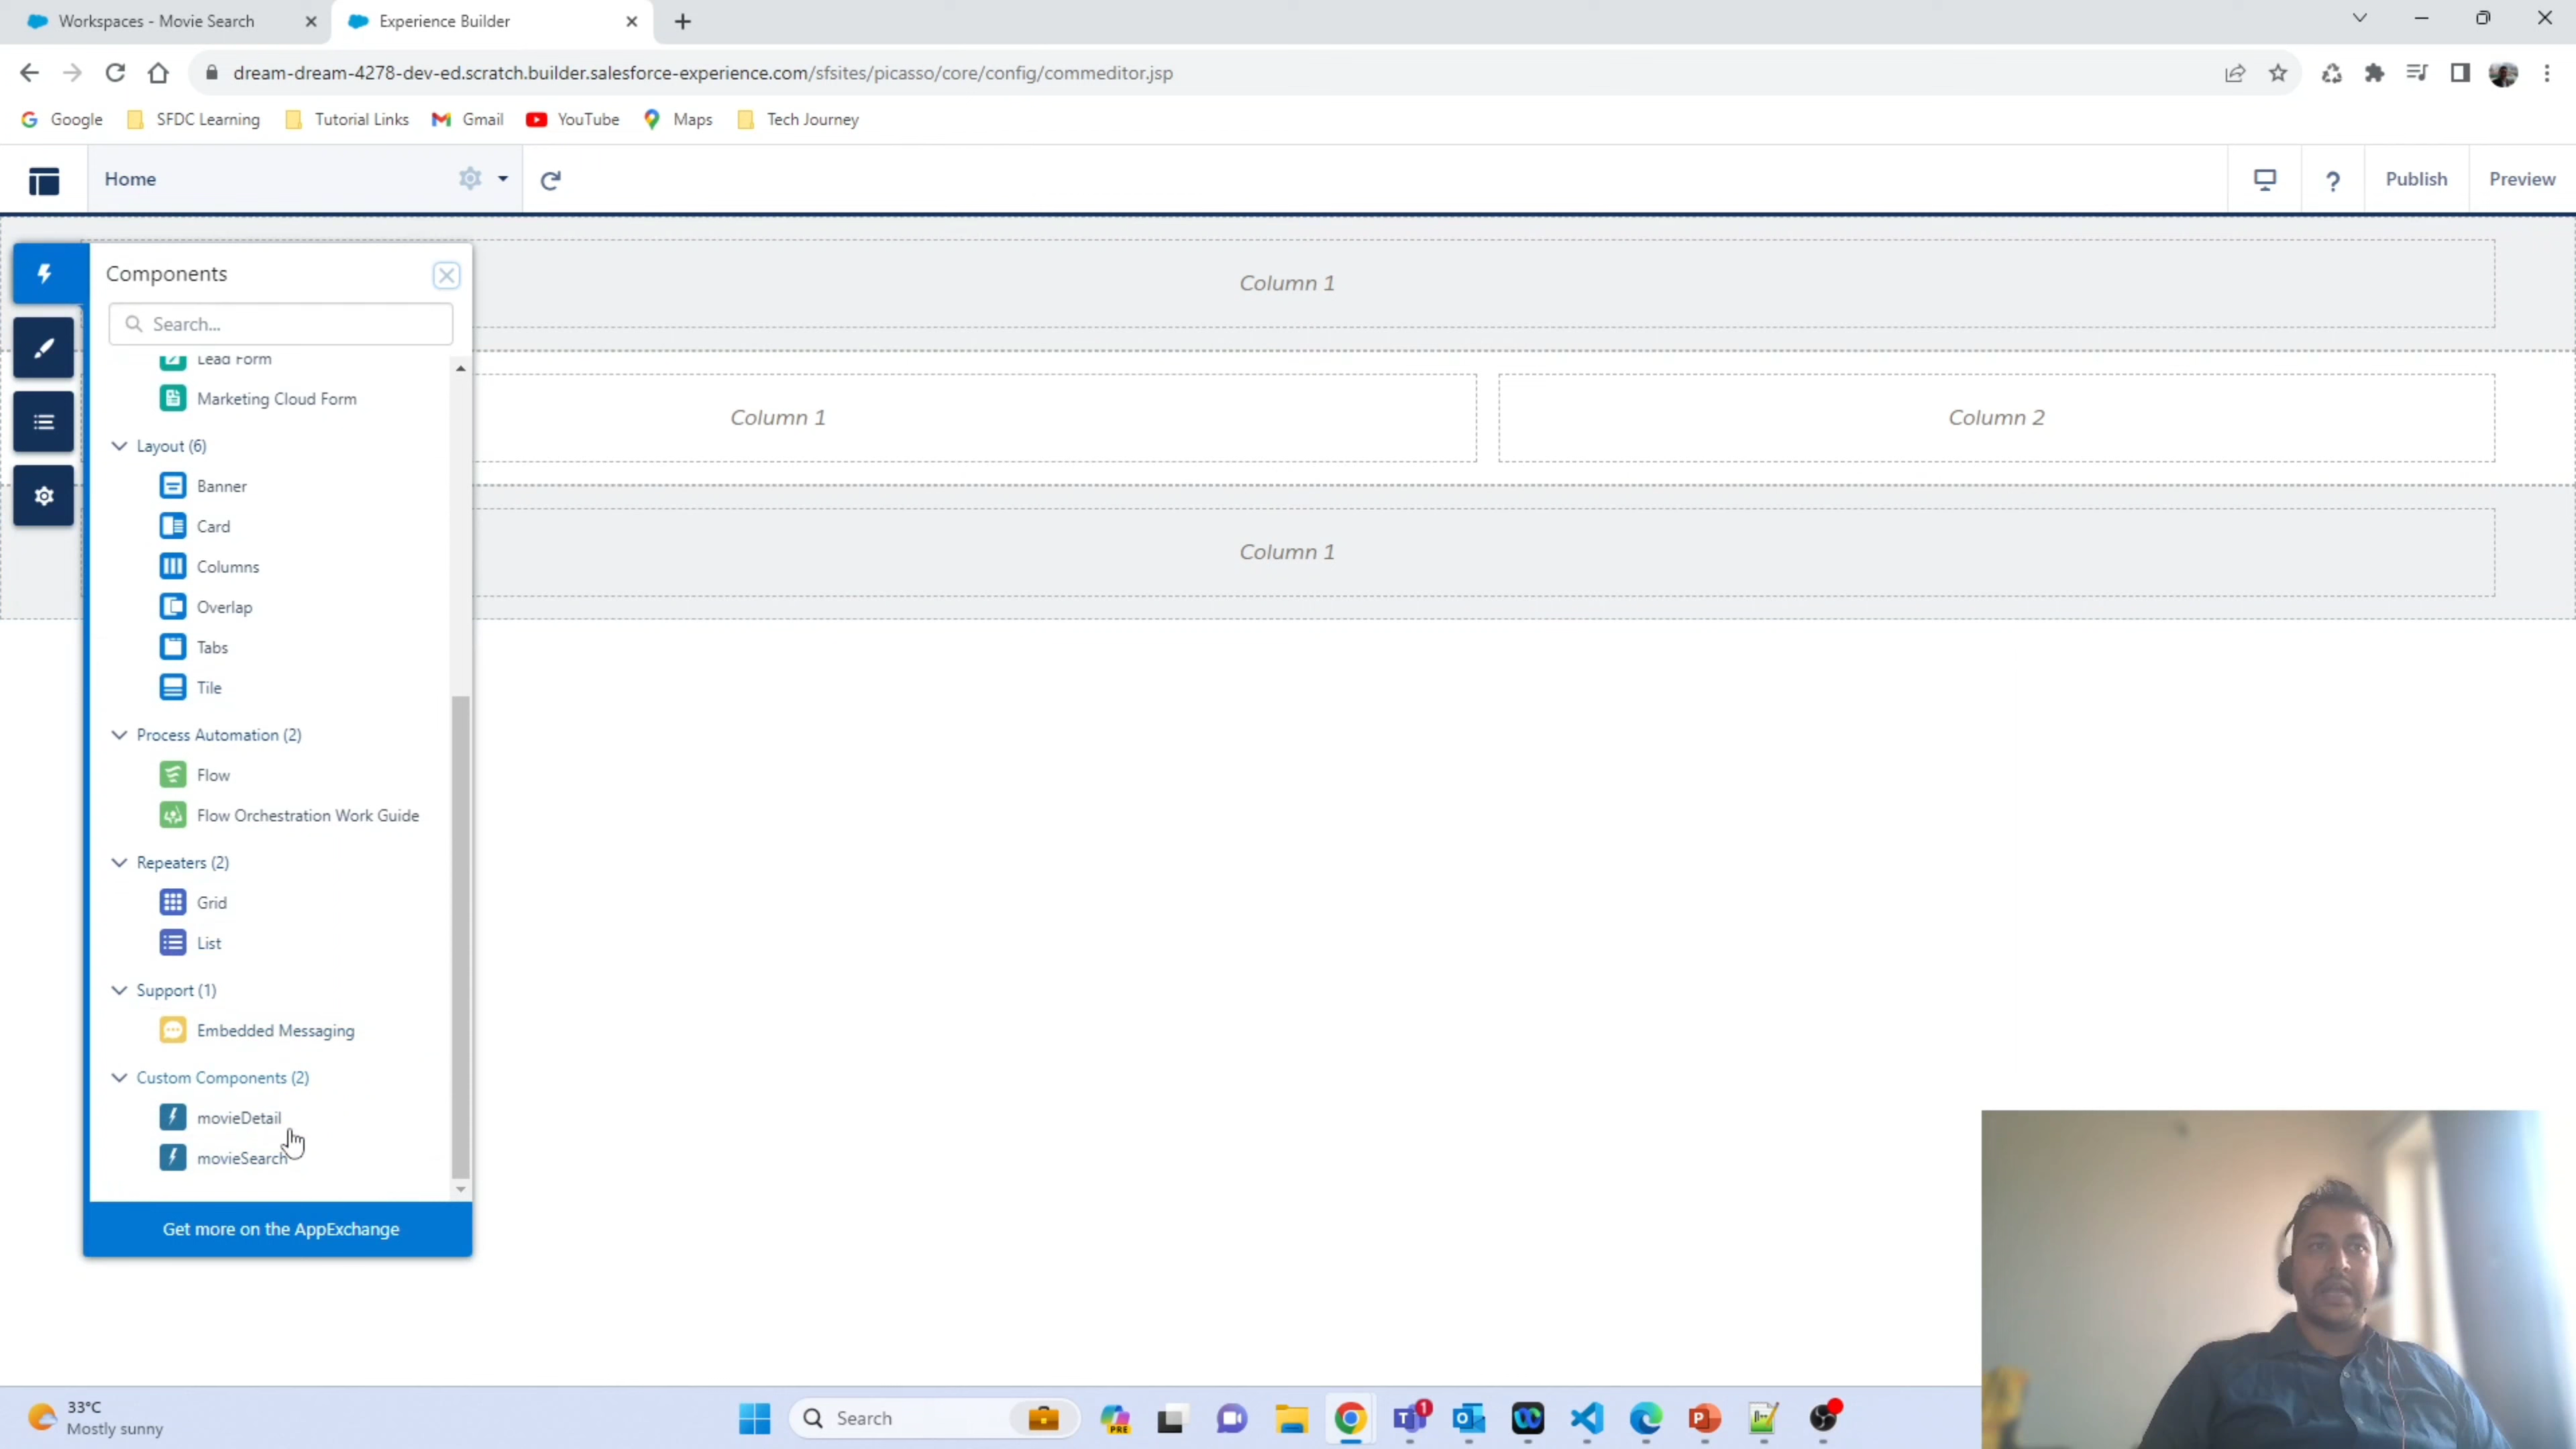 Workspaces - Movie Search
Experience Builder
dream-dream-4278-dev-ed.scratch.builder.salesforce-experience.com/sfsites/picasso/core/config/commeditor.jsp
Google
SFDC Learning
Tutorial Links
Gmail
YouTube
Maps
Tech Journey
Home
?
Publish
Preview
Components
Search...
Lead Form
Marketing Cloud Form
Layout (6)
Banner
Card
Columns
Overlap
Tabs
Tile
Process Automation (2)
Flow
Flow Orchestration Work Guide
Repeaters (2)
Grid
List
Support (1)
Embedded Messaging
Custom Components (2)
movieDetail
movieSearch
Get more on the AppExchange
Column 1
Column 1
Column 2
Column 1
33°C
Mostly sunny
Search
PRE
1